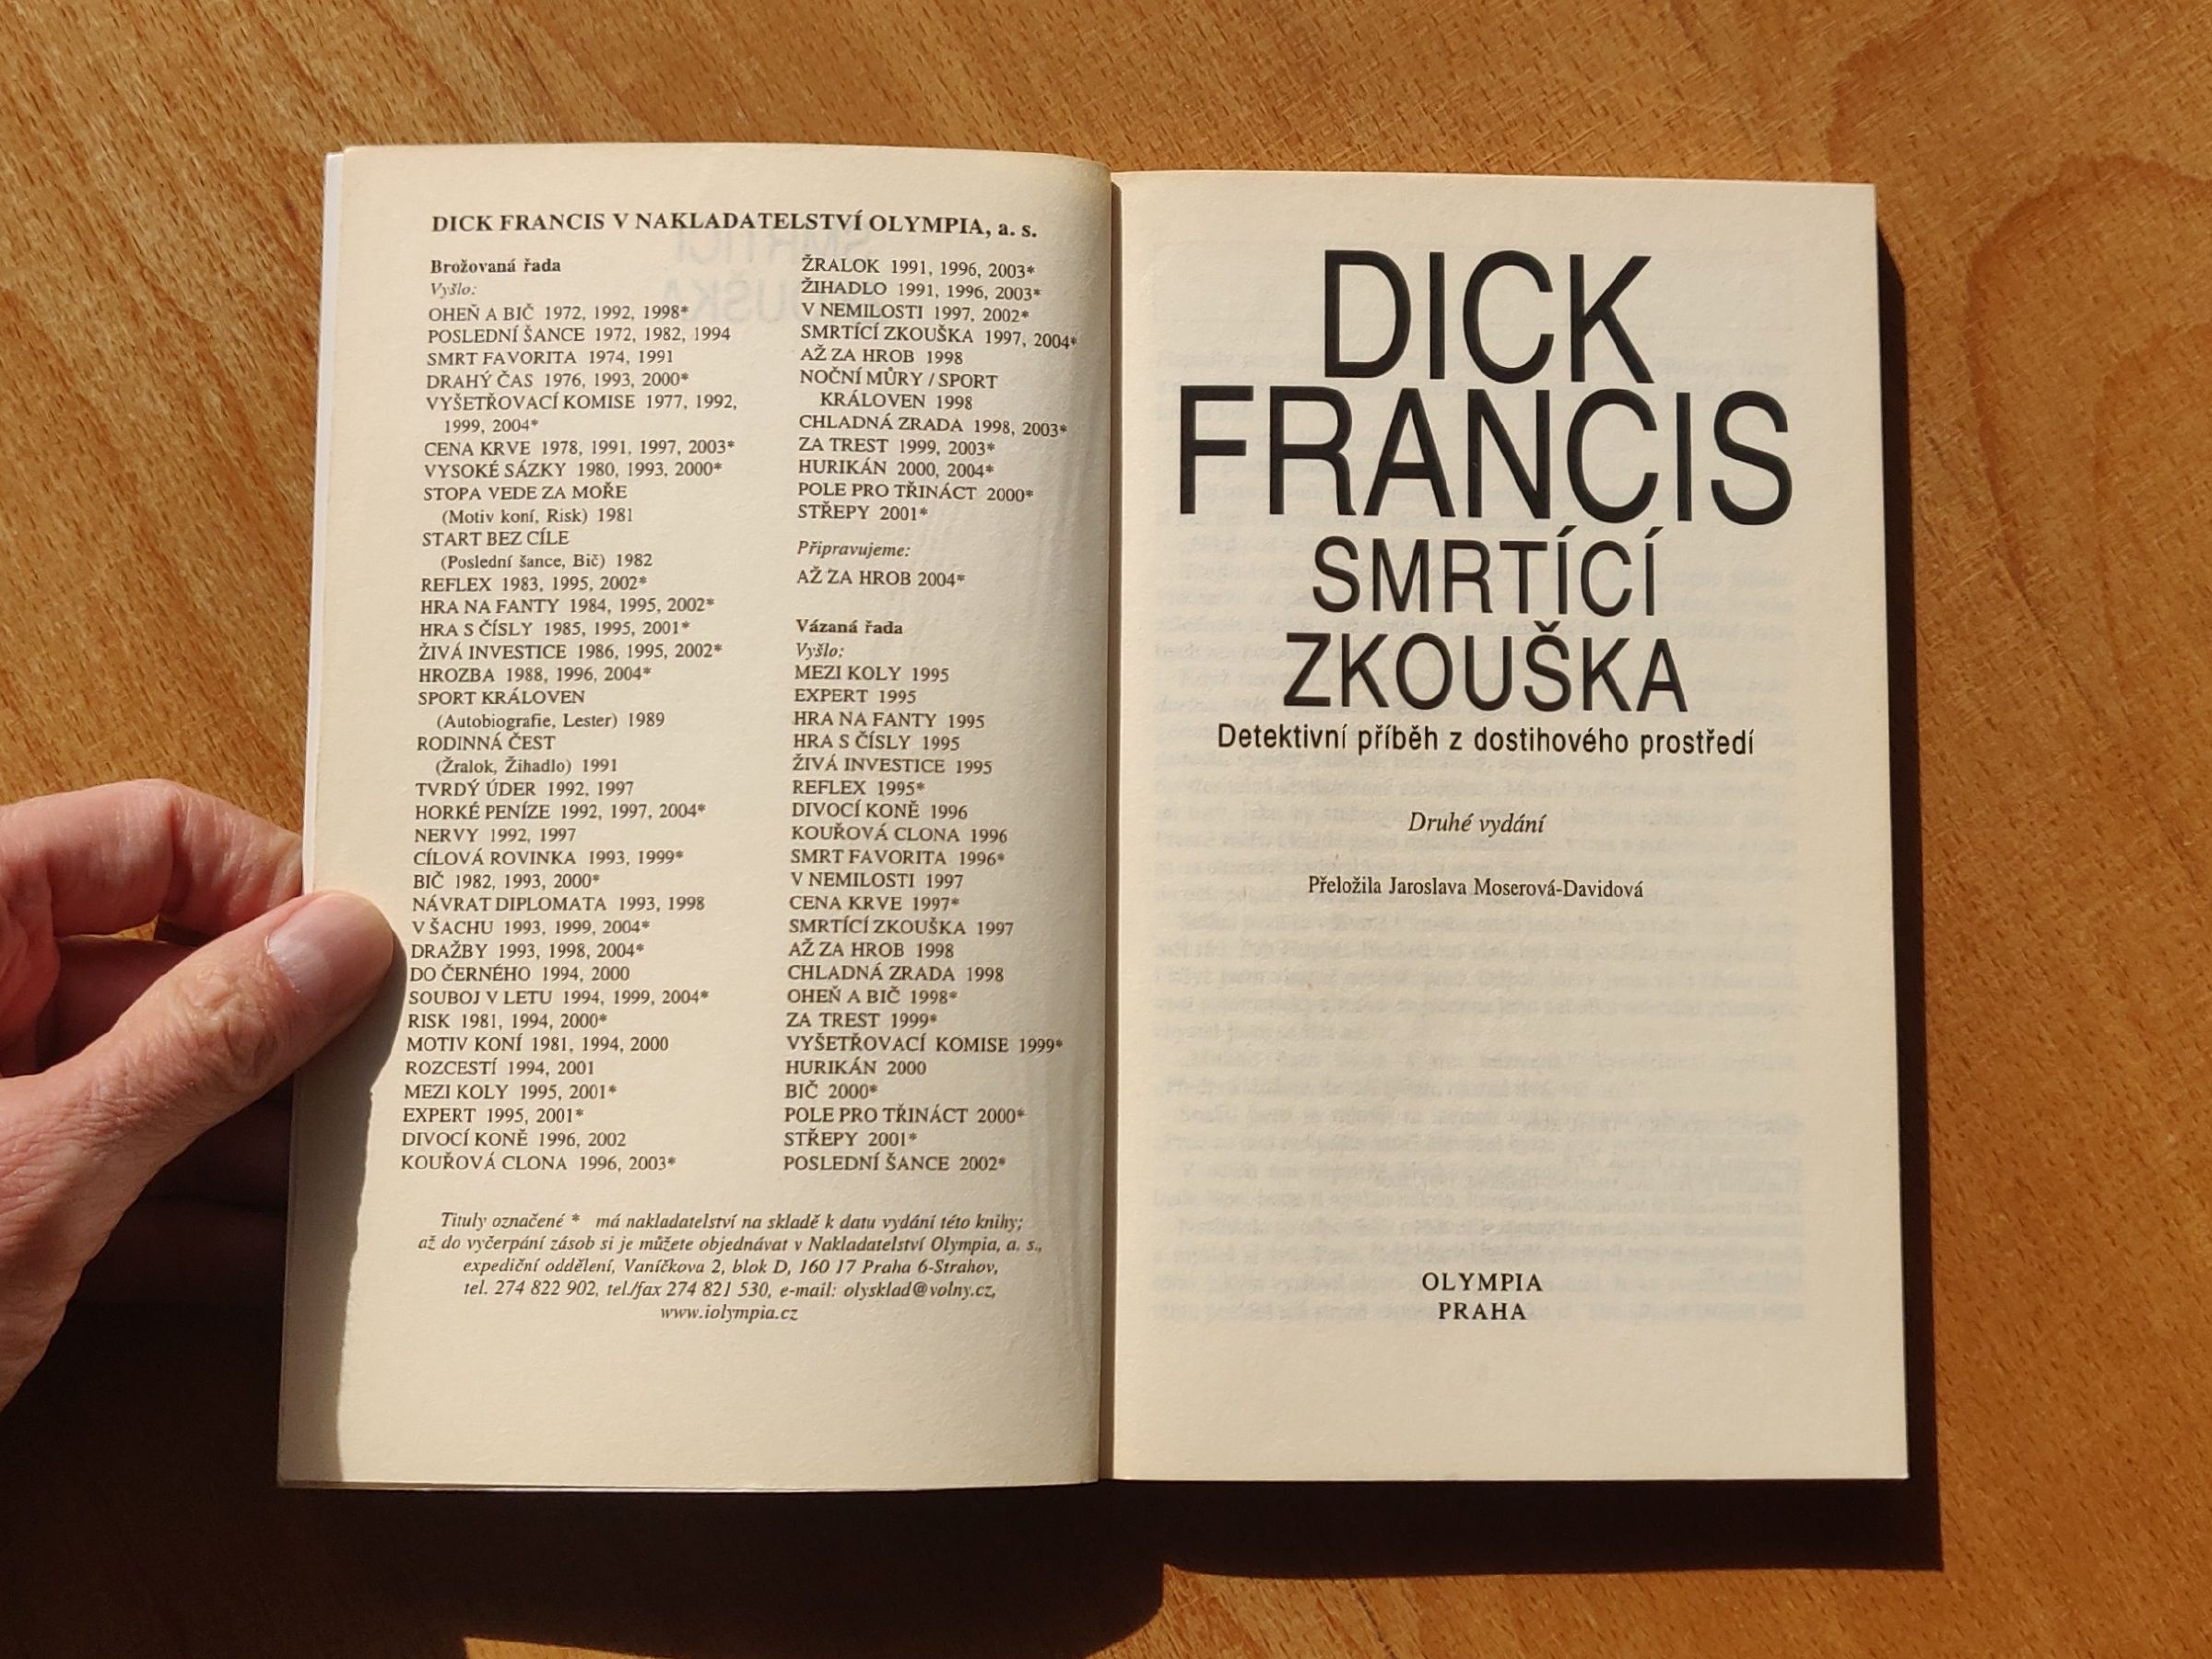 DICK FRANCIS V NAKLADATELSTVÍ OLYMPIA, a. s.
Brožovaná řada
Vyšlo:
OHEŇ A BIČ 1972, 1992, 1998*
POSLEDNÍ ŠANCE 1972, 1982, 1994
SMRT FAVORITA 1974, 1991
DRAHÝ ČAS 1976, 1993, 2000*
VYŠETŘOVACÍ KOMISE 1977, 1992,
1999, 2004*
CENA KRVE 1978, 1991, 1997, 2003*
VYSOKÉ SÁZKY 1980, 1993, 2000*
STOPA VEDE ZA MOŘE
(Motiv koní, Risk) 1981
START BEZ CÍLE
(Poslední šance, Bič) 1982
REFLEX 1983, 1995, 2002*
HRA NA FANTY 1984, 1995, 2002*
HRA S ČÍSLY 1985, 1995, 2001*
ŽIVÁ INVESTICE 1986, 1995, 2002*
HROZBA 1988, 1996, 2004*
SPORT KRÁLOVEN
(Autobiografie, Lester) 1989
RODINNÁ ČEST
(Žralok, Žihadlo) 1991
TVRDÝ ÚDER 1992, 1997
HORKÉ PENÍZE 1992, 1997, 2004*
NERVY 1992, 1997
CÍLOVÁ ROVINKA 1993, 1999*
BIČ 1982, 1993, 2000*
NÁVRAT DIPLOMATA 1993, 1998
V ŠACHU 1993, 1999, 2004*
DRAŽBY 1993, 1998, 2004*
DO ČERNÉHO 1994, 2000
SOUBOJ V LETU 1994, 1999, 2004*
RISK 1981, 1994, 2000*
MOTIV KONÍ 1981, 1994, 2000
ROZCESTÍ 1994, 2001
MEZI KOLY 1995, 2001*
EXPERT 1995, 2001*
DIVOCÍ KONĚ 1996, 2002
KOUŘOVÁ CLONA 1996, 2003*
ŽRALOK 1991, 1996, 2003*
ŽIHADLO 1991, 1996, 2003*
V NEMILOSTI 1997, 2002*
SMRTÍCÍ ZKOUŠKA 1997, 2004*
AŽ ZA HROB 1998
NOČNÍ MŮRY / SPORT
KRÁLOVEN 1998
CHLADNÁ ZRADA 1998, 2003*
ZA TREST 1999, 2003*
HURIKÁN 2000, 2004*
POLE PRO TŘINÁCT 2000*
STŘEPY 2001*
Připravujeme:
AŽ ZA HROB 2004*
Vázaná řada
Vyšlo:
MEZI KOLY 1995
EXPERT 1995
HRA NA FANTY 1995
HRA S ČÍSLY 1995
ŽIVÁ INVESTICE 1995
REFLEX 1995*
DIVOCÍ KONĚ 1996
KOUŘOVÁ CLONA 1996
SMRT FAVORITA 1996*
V NEMILOSTI 1997
CENA KRVE 1997*
SMRTÍCÍ ZKOUŠKA 1997
AŽ ZA HROB 1998
CHLADNÁ ZRADA 1998
OHEŇ A BIČ 1998*
ZA TREST 1999*
VYŠETŘOVACÍ KOMISE 1999*
HURIKÁN 2000
BIČ 2000*
POLE PRO TŘINÁCT 2000*
STŘEPY 2001*
POSLEDNÍ ŠANCE 2002*
Tituly označené * má nakladatelství na skladě k datu vydání této knihy;
až do vyčerpání zásob si je můžete objednávat v Nakladatelství Olympia, a. s.,
expediční oddělení, Vaníčkova 2, blok D, 160 17 Praha 6-Strahov,
tel. 274 822 902, tel./fax 274 821 530, e-mail: olysklad@volny.cz,
www.iolympia.cz
DICK
FRANCIS
SMRTÍCÍ
ZKOUŠKA
Detektivní příběh z dostihového prostředí
Druhé vydání
Přeložila Jaroslava Moserová-Davidová
OLYMPIA
PRAHA